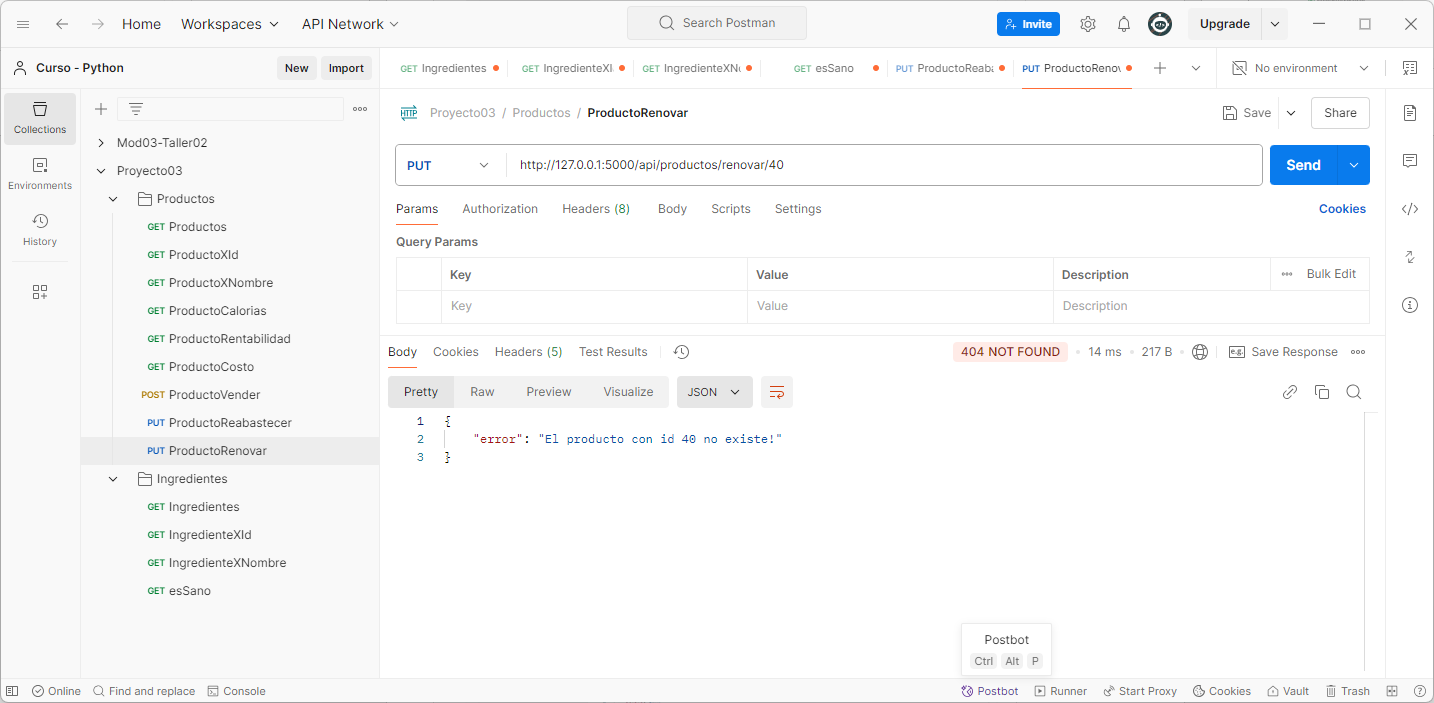 Home Workspaces API Network Search Postman Invite Upgrade
Curso - Python New Import
GET Ingredientes GET IngredienteXI GET IngredienteXN GET esSano PUT ProductoReaba PUT ProductoRenov No environment
Collections
Environments
History
Mod03-Taller02
Proyecto03
Productos
GET Productos
GET ProductoXId
GET ProductoXNombre
GET ProductoCalorias
GET ProductoRentabilidad
GET ProductoCosto
POST ProductoVender
PUT ProductoReabastecer
PUT ProductoRenovar
Ingredientes
GET Ingredientes
GET IngredienteXId
GET IngredienteXNombre
GET esSano
HTTP Proyecto03 / Productos / ProductoRenovar Save Share
PUT http://127.0.0.1:5000/api/productos/renovar/40 Send
Params Authorization Headers (8) Body Scripts Settings Cookies
Query Params
Key Value Description Bulk Edit
Key Value Description
Body Cookies Headers (5) Test Results 404 NOT FOUND 14 ms 217 B e.g. Save Response
Pretty Raw Preview Visualize JSON
1 {
2 "error": "El producto con id 40 no existe!"
3 }
Postbot
Ctrl Alt P
Online Find and replace Console Postbot Runner Start Proxy Cookies Vault Trash